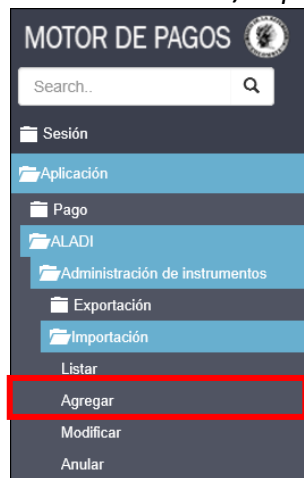 MOTOR DE PAGOS
Search..
Sesión
Aplicación
Pago
ALADI
Administración de instrumentos
Exportación
Importación
Listar
Agregar
Modificar
Anular